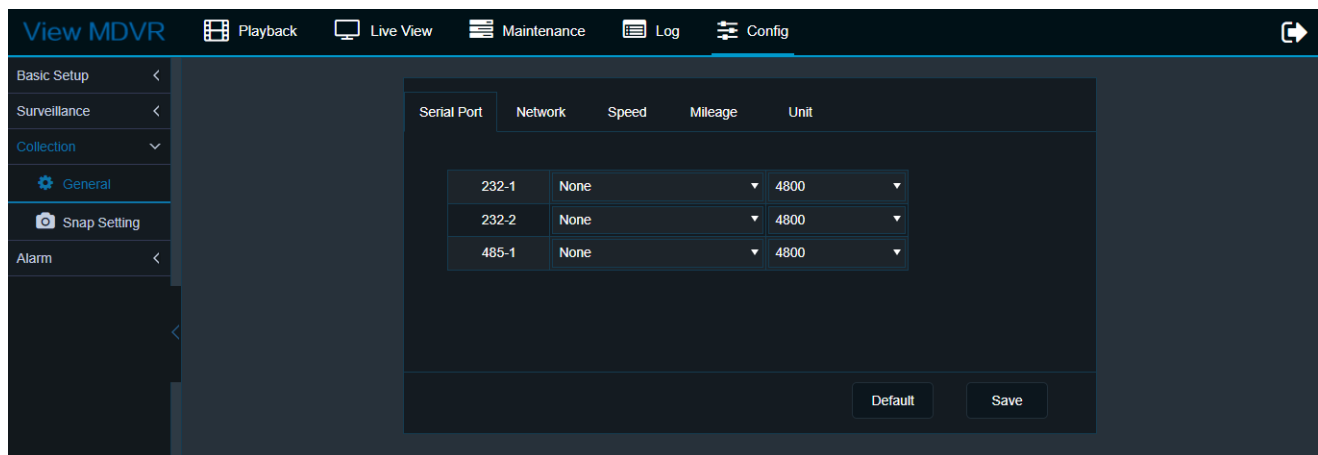 View MDVR Playback Live View Maintenance Log Config
Basic Setup
Surveillance
Collection
General
Snap Setting
Alarm
Serial Port Network Speed Mileage Unit
232-1 None 4800
232-2 None 4800
485-1 None 4800
Default Save